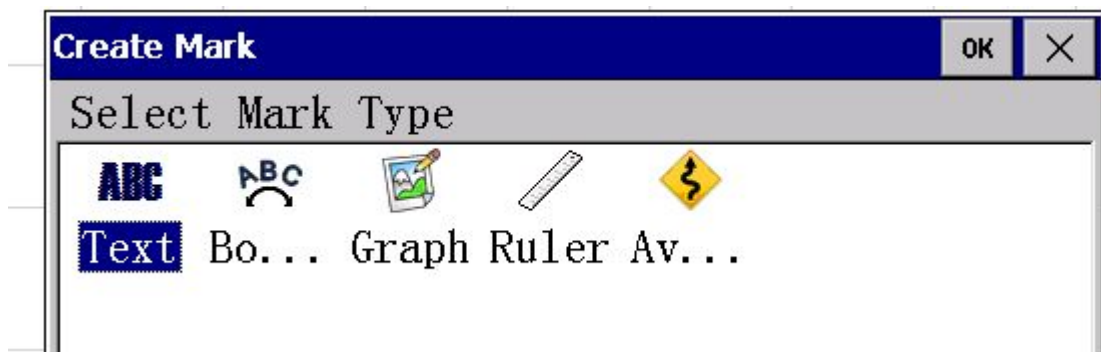 Create Mark OK
Select Mark Type
ABC ABC
Text Bo... Graph Ruler Av...